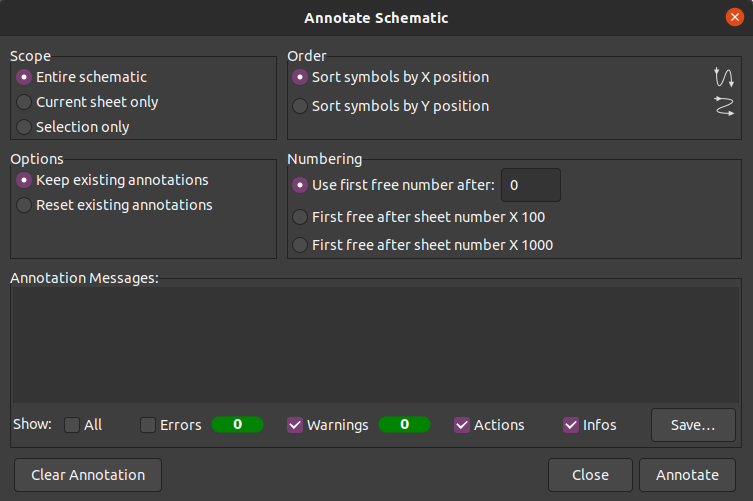 Annotate Schematic
Scope
Entire schematic
Current sheet only
Selection only
Order
Sort symbols by X position
Sort symbols by Y position
Options
Keep existing annotations
Reset existing annotations
Numbering
Use first free number after: 0
First free after sheet number X 100
First free after sheet number X 1000
Annotation Messages:
Show: All Errors 0 Warnings 0 Actions Infos Save...
Clear Annotation Close Annotate